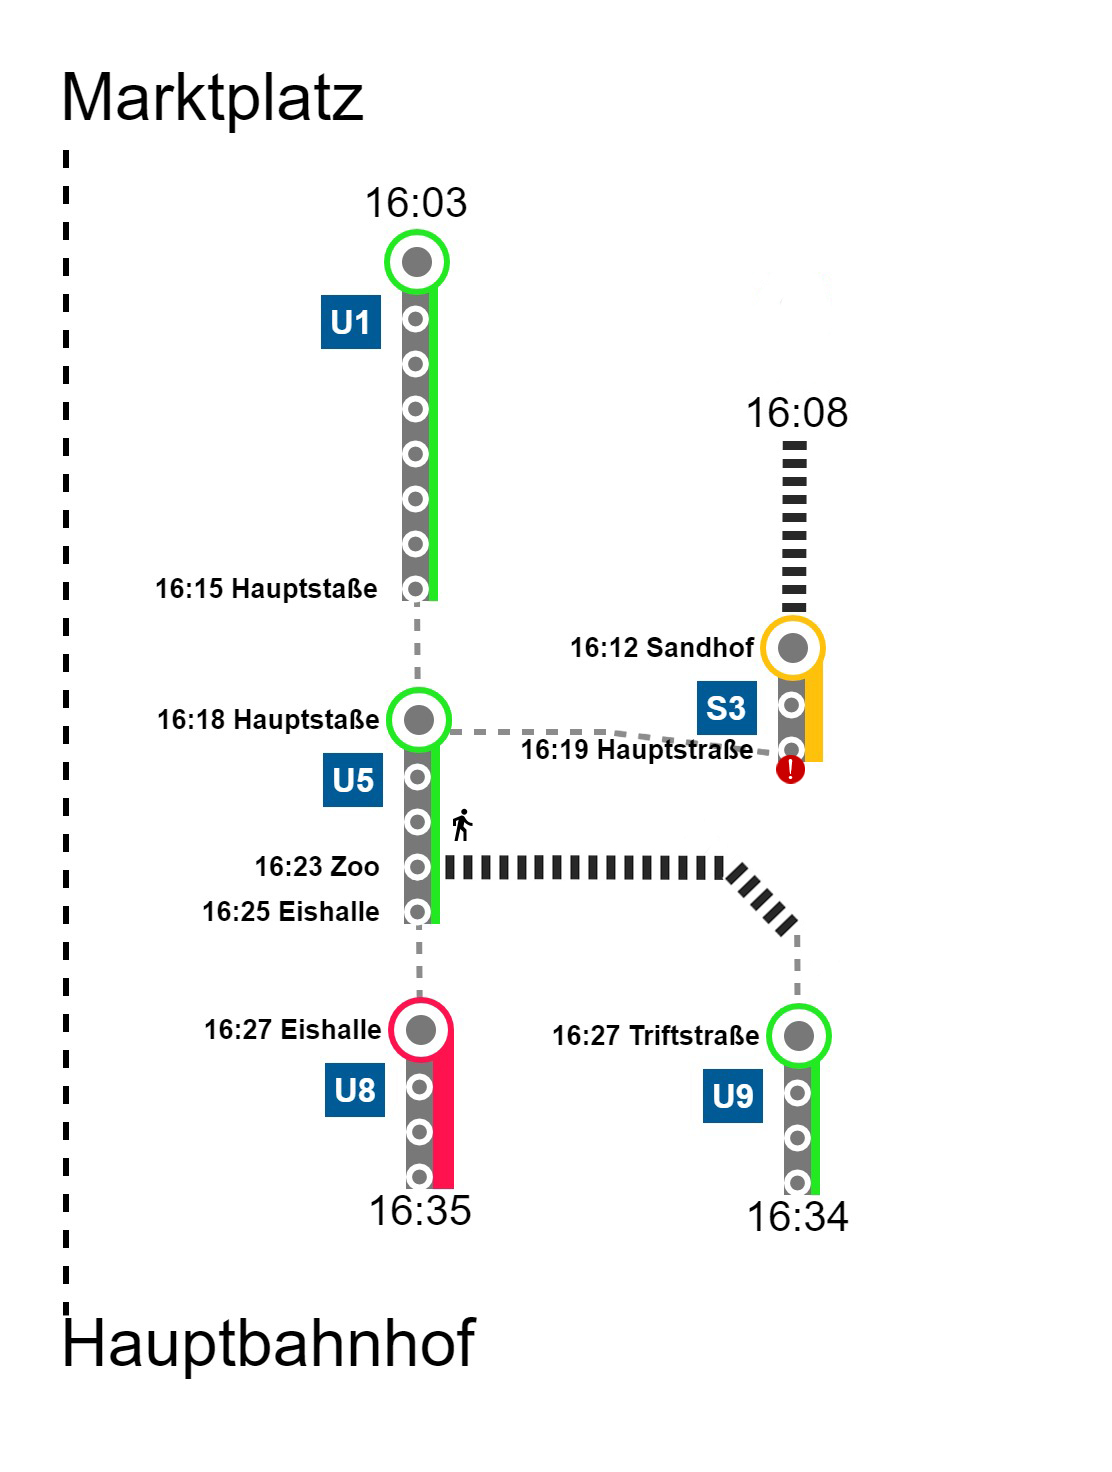 Marktplatz
16:03
U1
16:08
16:15 Hauptstaße
16:12 Sandhof
S3
16:18 Hauptstaße
16:19 Hauptstraße
!
U5
16:23 Zoo
16:25 Eishalle
16:27 Eishalle
16:27 Triftstraße
U8
U9
16:35
16:34
Hauptbahnhof